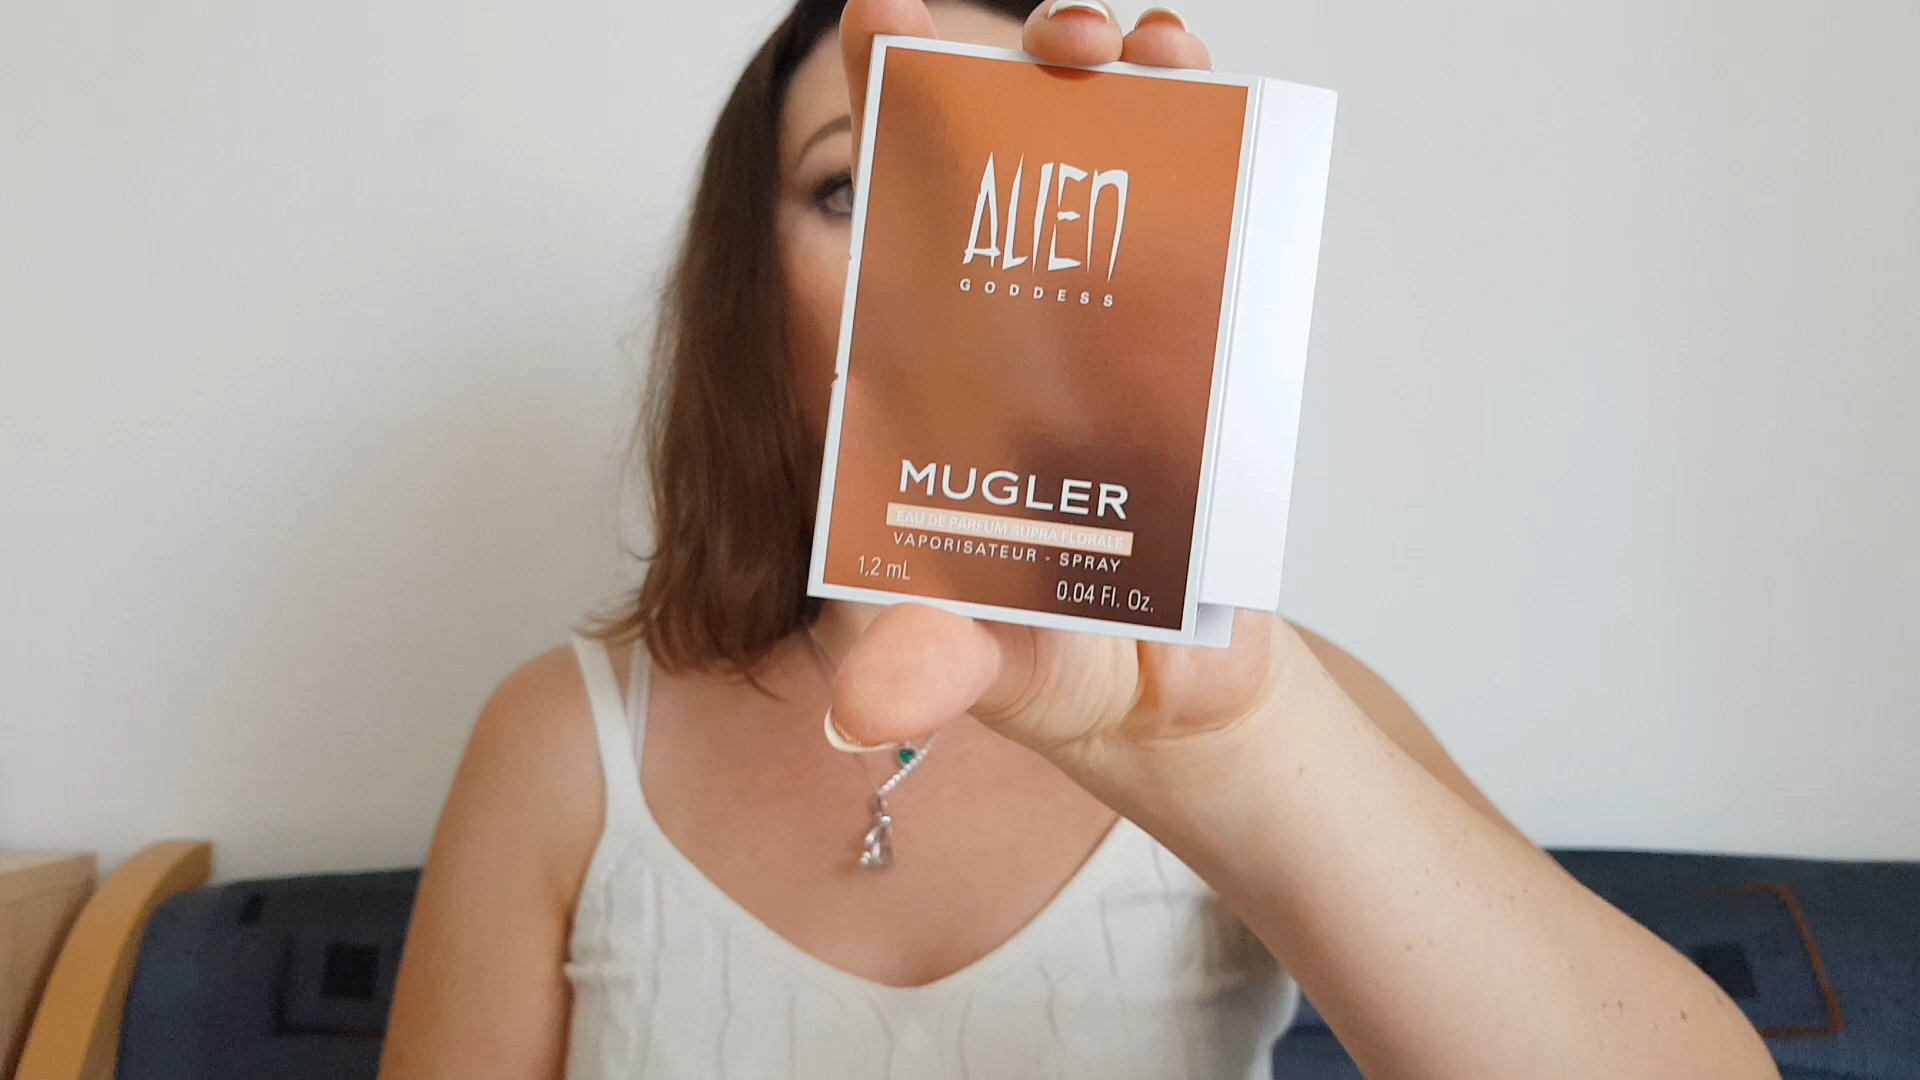 ALIEN
GODDESS
MUGLER
EAU DE PARFUM SUPRA FLORALE
VAPORISATEUR - SPRAY
1,2 mL
0.04 Fl. Oz.